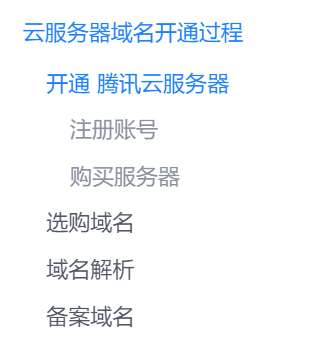 云服务器域名开通过程
开通 腾讯云服务器
注册账号
购买服务器
选购域名
域名解析
备案域名